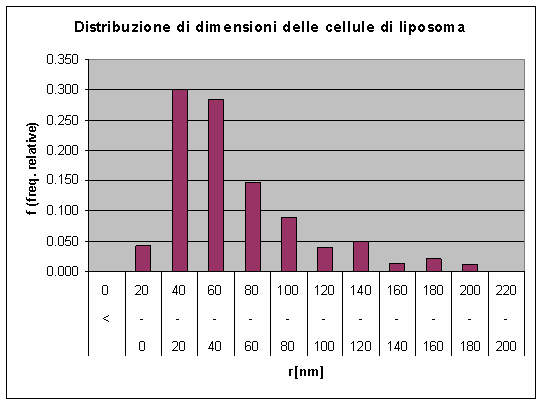 Distribuzione di dimensioni delle cellule di liposoma
f (freq. relative)
0.350
0.300
0.250
0.200
0.150
0.100
0.050
0.000
0 20 40 60 80 100 120 140 160 180 200 220
< - - - - - - - - - - -
0 20 40 60 80 100 120 140 160 180 200
r[nm]